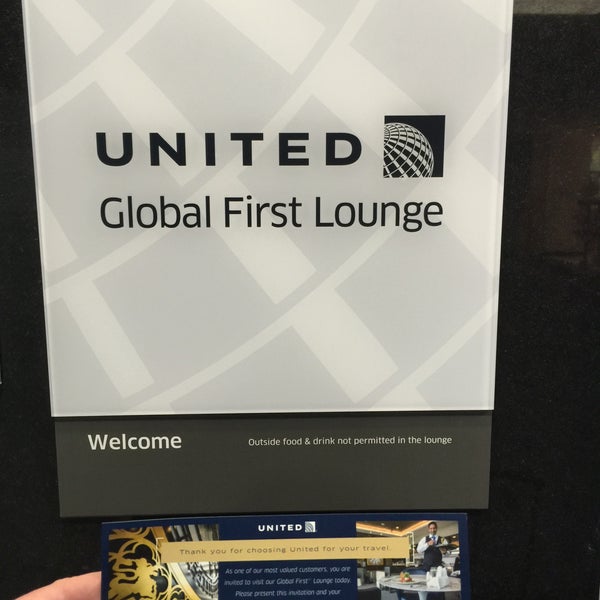 UNITED
Global First Lounge
Welcome
Outside food & drink not permitted in the lounge
UNITED
Thank you for choosing United for your travel.
As one of our most valued customers, you are
invited to visit our Global First℠ Lounge today.
Please present this invitation and your